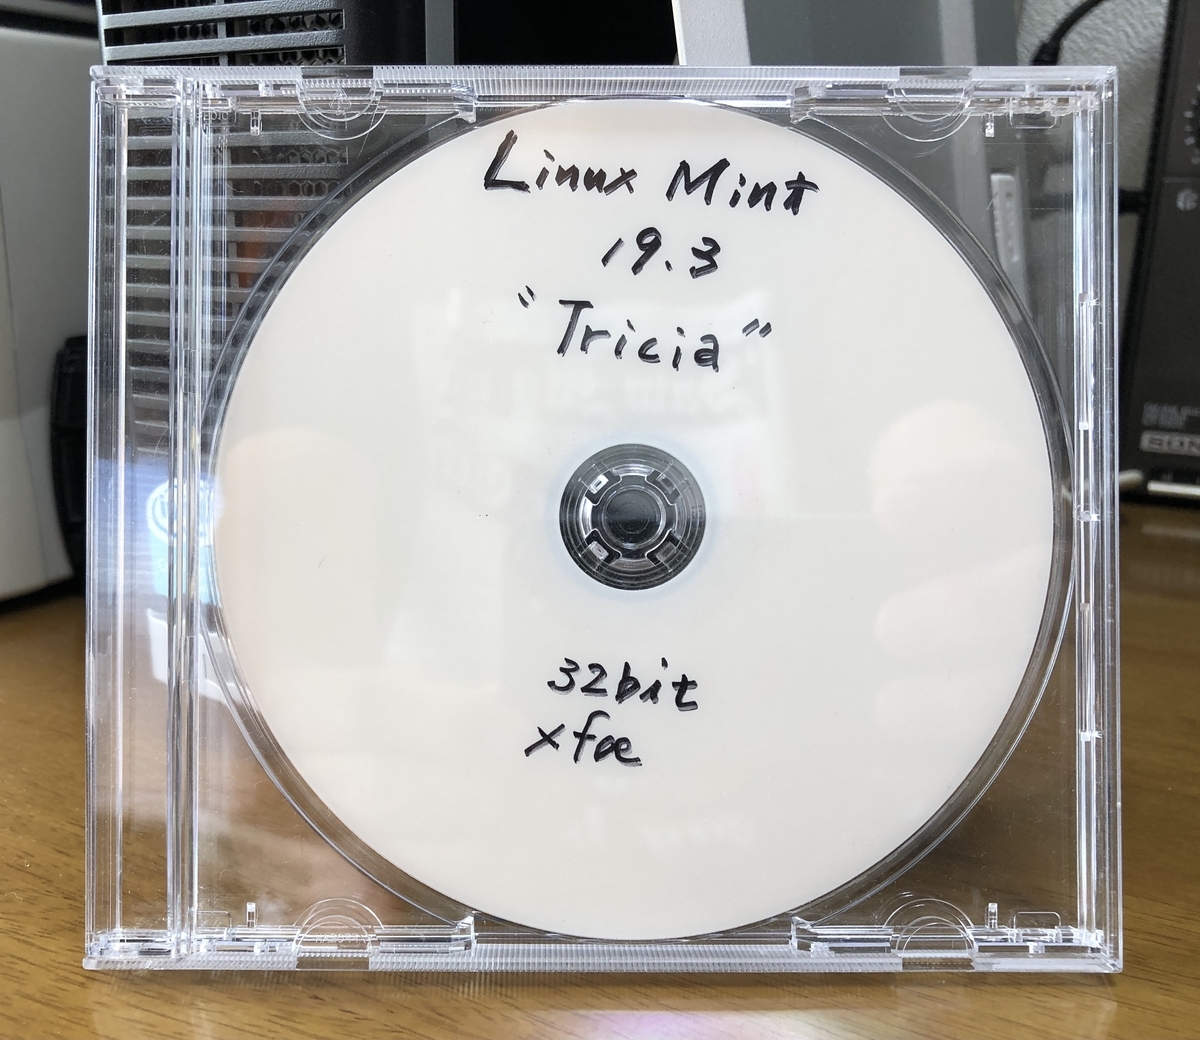 Linux Mint
19.3
"Tricia"
32bit
xfce